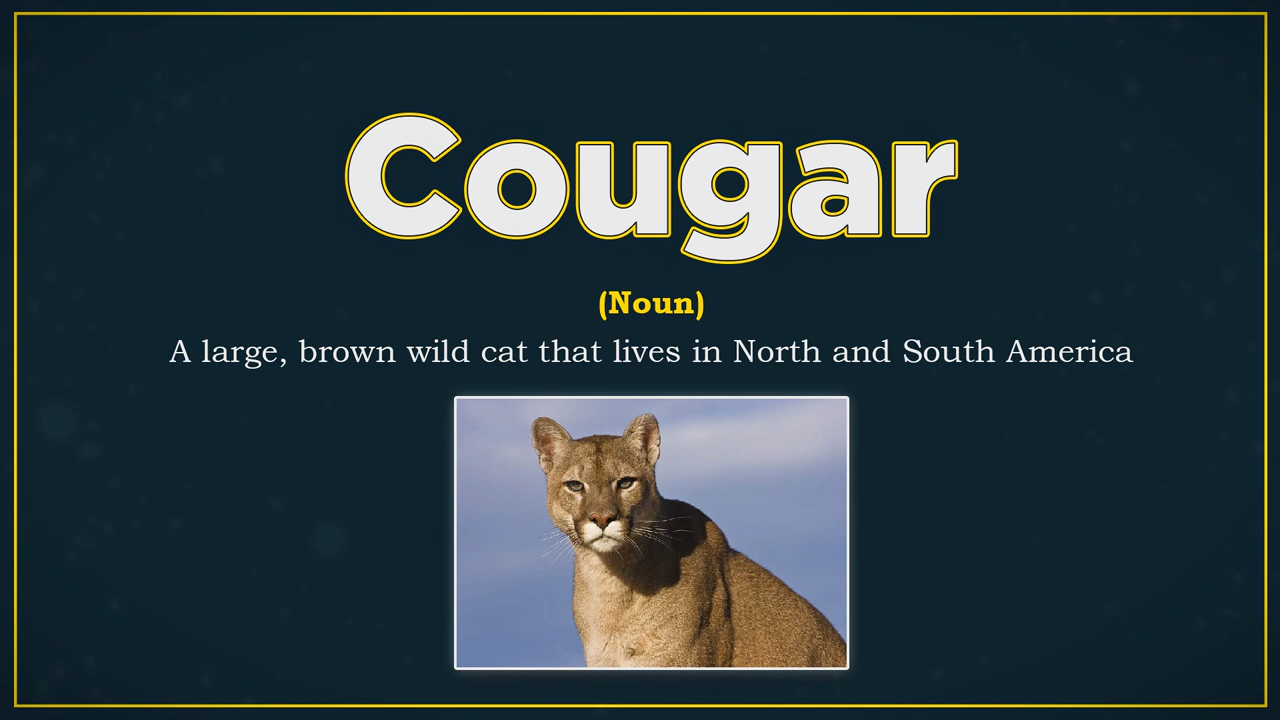 Cougar
(Noun)
A large, brown wild cat that lives in North and South America